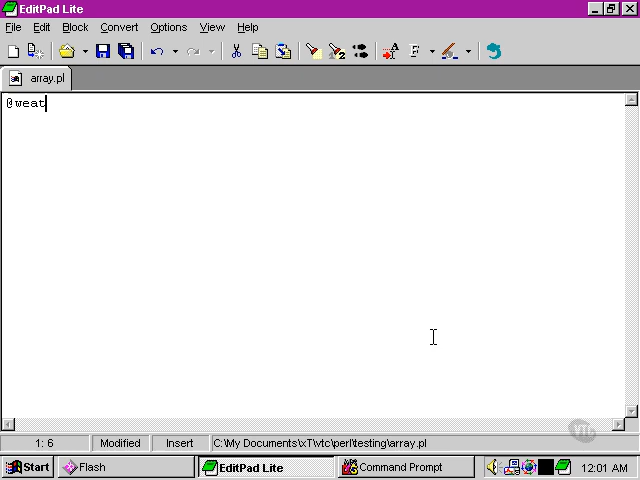 EditPad Lite
File Edit Block Convert Options View Help
array.pl
@weat
VTC
1: 6 Modified Insert C:\My Documents\xT\vtc\perl\testing\array.pl
Start Flash EditPad Lite Command Prompt 12:01 AM